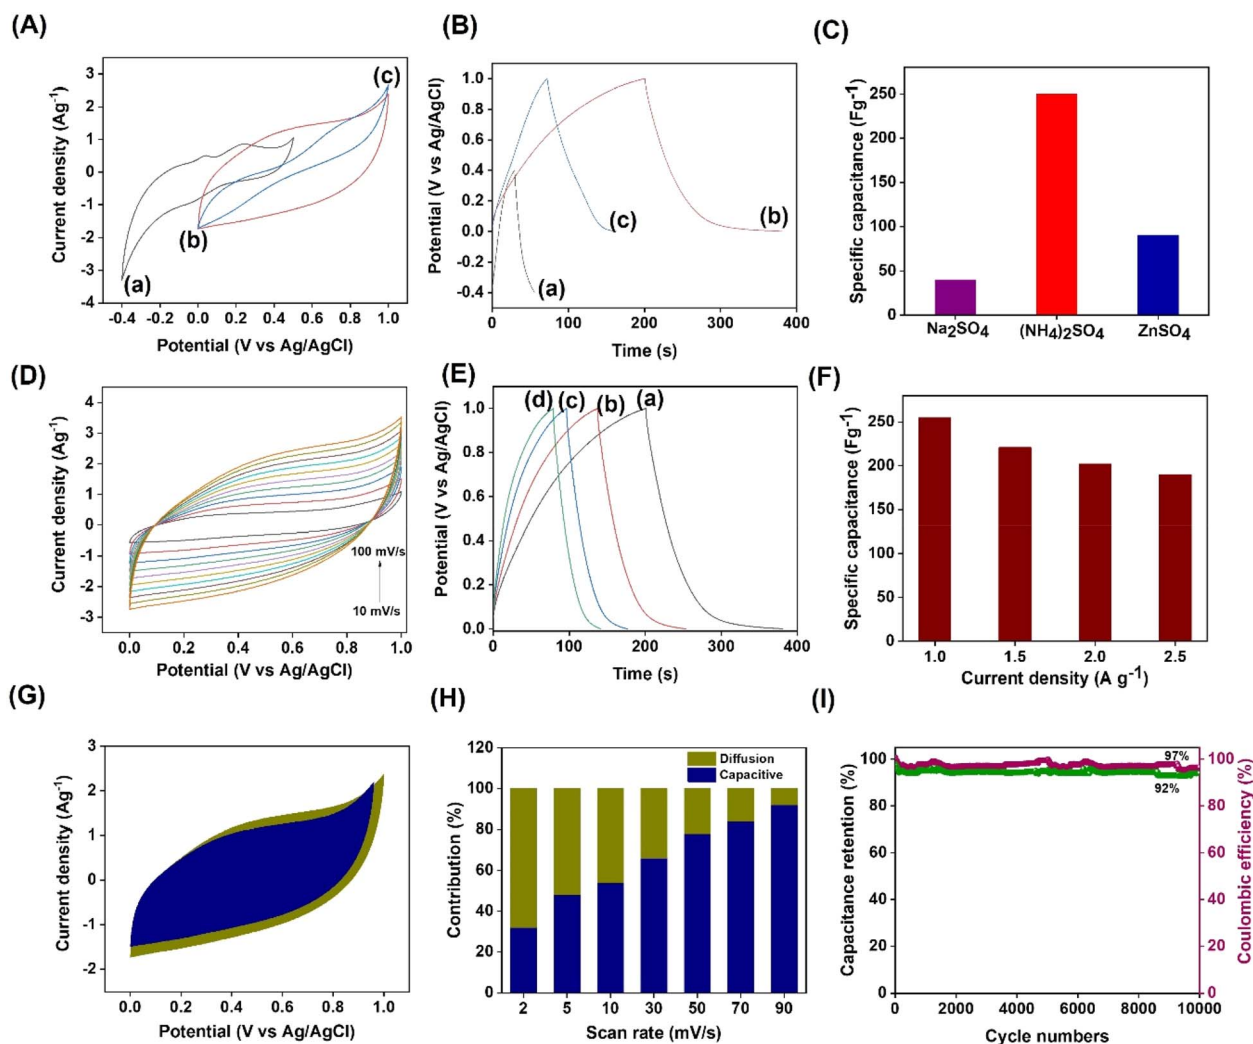 (A)
3
2
1
0
-1
-2
-3
-4
Current density (Ag⁻¹)
(a)
(b)
(c)
-0.4 -0.2 0.0 0.2 0.4 0.6 0.8 1.0
Potential (V vs Ag/AgCl)
(B)
1.0
0.8
0.6
0.4
0.2
0.0
-0.2
-0.4
Potential (V vs Ag/AgCl)
(a)
(c)
(b)
0 100 200 300 400
Time (s)
(C)
250
200
150
100
50
0
Specific capacitance (Fg⁻¹)
Na₂SO₄ (NH₄)₂SO₄ ZnSO₄
(D)
4
3
2
1
0
-1
-2
-3
Current density (Ag⁻¹)
100 mV/s
10 mV/s
0.0 0.2 0.4 0.6 0.8 1.0
Potential (V vs Ag/AgCl)
(E)
1.0
0.8
0.6
0.4
0.2
0.0
Potential (V vs Ag/AgCl)
(d) (c) (b) (a)
0 100 200 300 400
Time (s)
(F)
250
200
150
100
50
0
Specific capacitance (Fg⁻¹)
1.0 1.5 2.0 2.5
Current density (A g⁻¹)
(G)
3
2
1
0
-1
-2
Current density (Ag⁻¹)
0.0 0.2 0.4 0.6 0.8 1.0
Potential (V vs Ag/AgCl)
(H)
120
100
80
60
40
20
0
Contribution (%)
Diffusion
Capacitive
2 5 10 30 50 70 90
Scan rate (mV/s)
(I)
100
80
60
40
20
0
Capacitance retention (%)
97%
92%
100
80
60
40
20
0
Coulombic efficiency (%)
0 2000 4000 6000 8000 10000
Cycle numbers